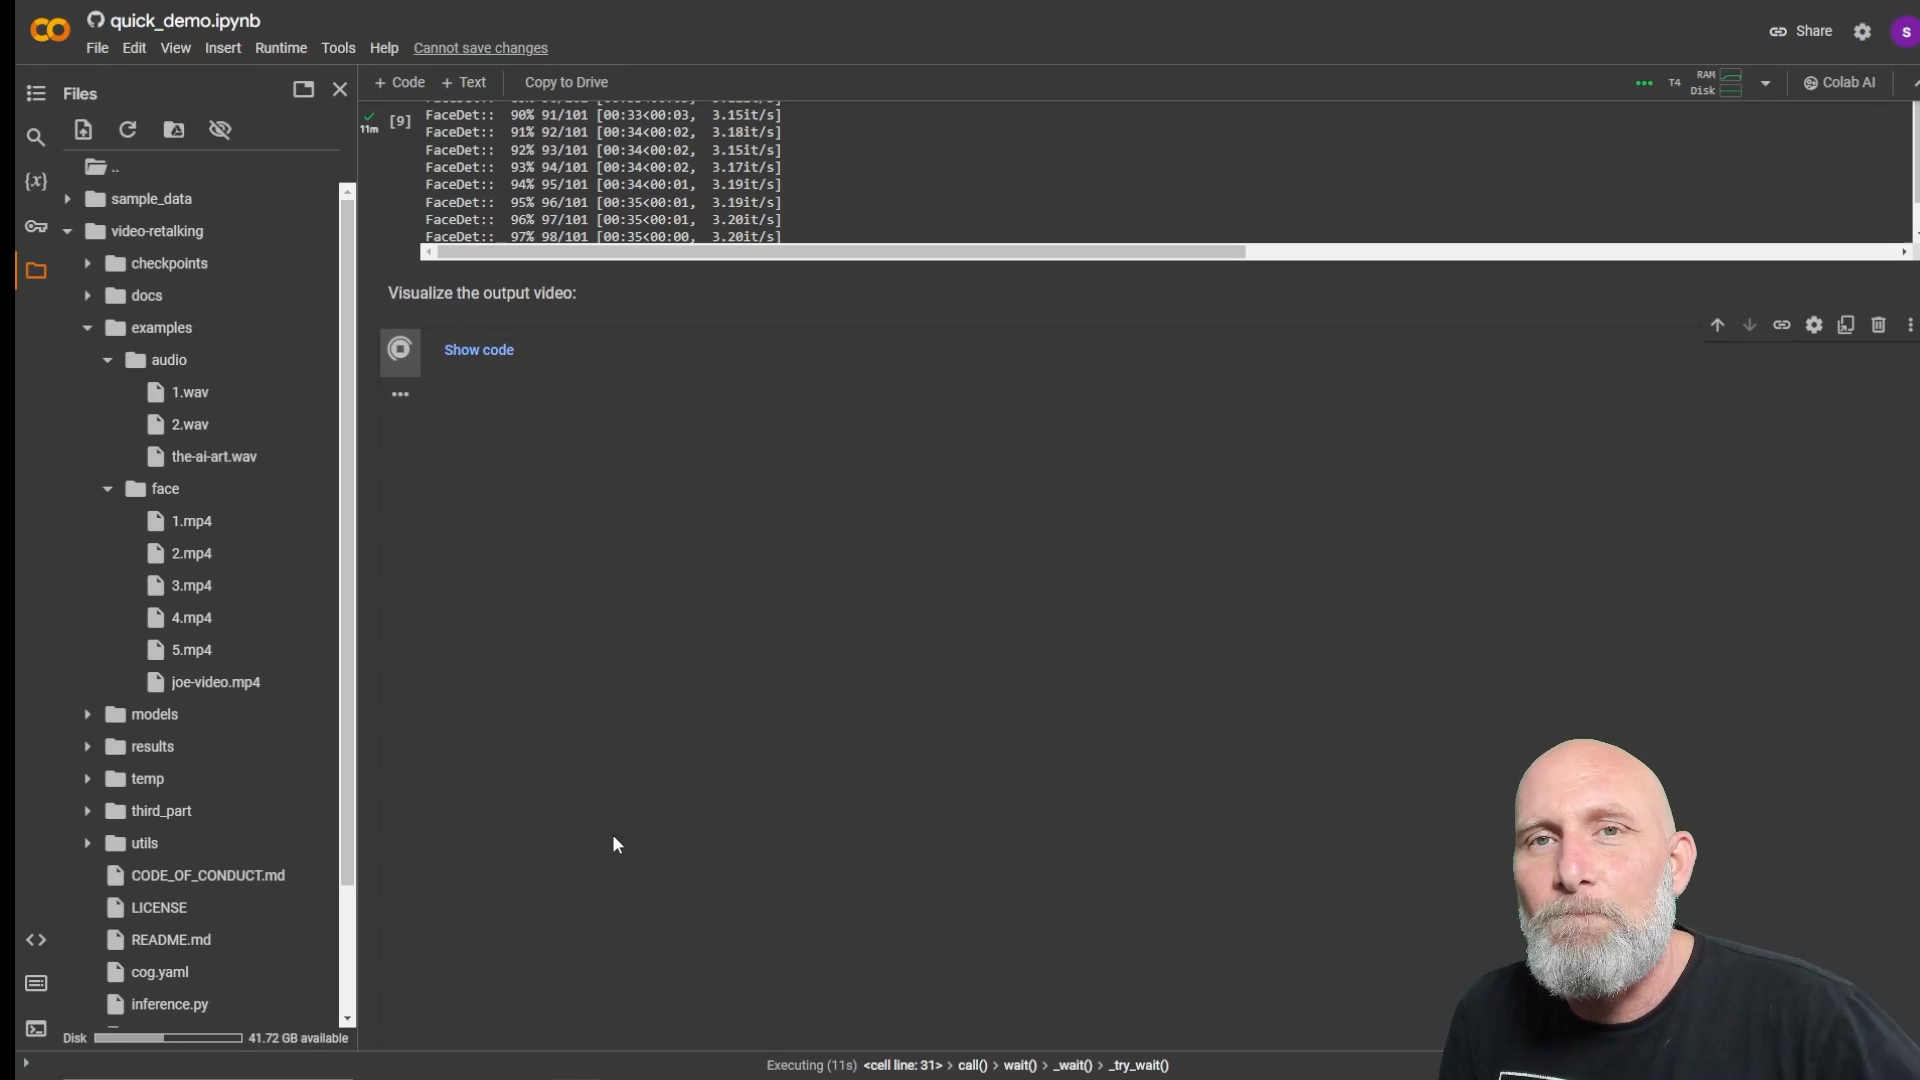 quick_demo.ipynb
File Edit View Insert Runtime Tools Help Cannot save changes
Share
S
Files
+ Code + Text Copy to Drive
T4
RAM
Disk
Colab AI
..
sample_data
video-retalking
checkpoints
docs
examples
audio
1.wav
2.wav
the-ai-art.wav
face
1.mp4
2.mp4
3.mp4
4.mp4
5.mp4
joe-video.mp4
models
results
temp
third_part
utils
CODE_OF_CONDUCT.md
LICENSE
README.md
cog.yaml
inference.py
Disk 41.72 GB available
{x}
11m
[9]
FaceDet:: 90% 91/101 [00:33<00:03, 3.15it/s]
FaceDet:: 91% 92/101 [00:34<00:02, 3.18it/s]
FaceDet:: 92% 93/101 [00:34<00:02, 3.15it/s]
FaceDet:: 93% 94/101 [00:34<00:02, 3.17it/s]
FaceDet:: 94% 95/101 [00:34<00:01, 3.19it/s]
FaceDet:: 95% 96/101 [00:35<00:01, 3.19it/s]
FaceDet:: 96% 97/101 [00:35<00:01, 3.20it/s]
FaceDet:: 97% 98/101 [00:35<00:00, 3.20it/s]
Visualize the output video:
Show code
Executing (11s) <cell line: 31> > call() > wait() > _wait() > _try_wait()